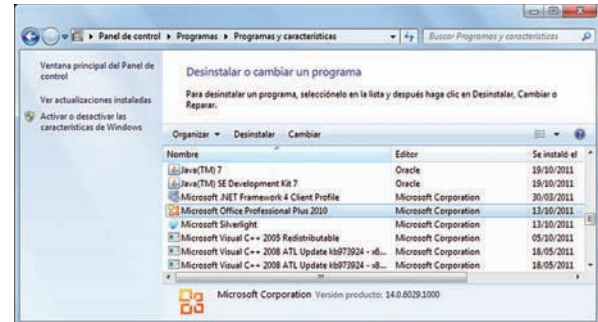 Panel de control ▸ Programas ▸ Programas y características
Buscar Programas y características
Ventana principal del Panel de
control
Ver actualizaciones instaladas
Activar o desactivar las
características de Windows
Desinstalar o cambiar un programa
Para desinstalar un programa, selecciónelo en la lista y después haga clic en Desinstalar, Cambiar o
Reparar.
Organizar Desinstalar Cambiar
Nombre Editor Se instaló el
Java(TM) 7 Oracle 19/10/2011
Java(TM) SE Development Kit 7 Oracle 19/10/2011
Microsoft .NET Framework 4 Client Profile Microsoft Corporation 30/03/2011
Microsoft Office Professional Plus 2010 Microsoft Corporation 13/10/2011
Microsoft Silverlight Microsoft Corporation 13/10/2011
Microsoft Visual C++ 2005 Redistributable Microsoft Corporation 05/10/2011
Microsoft Visual C++ 2008 ATL Update kb973924 - x6... Microsoft Corporation 18/05/2011
Microsoft Visual C++ 2008 ATL Update kb973924 - x8... Microsoft Corporation 18/05/2011
Microsoft Corporation Versión producto: 14.0.6029.1000